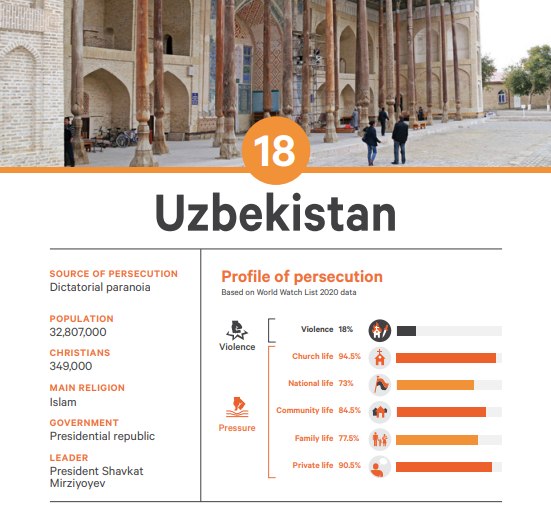 18
Uzbekistan
SOURCE OF PERSECUTION
Dictatorial paranoia
POPULATION
32,807,000
CHRISTIANS
349,000
MAIN RELIGION
Islam
GOVERNMENT
Presidential republic
LEADER
President Shavkat
Mirziyoyev
Profile of persecution
Based on World Watch List 2020 data
Violence
Violence 18%
Church life 94.5%
National life 73%
Community life 84.5%
Pressure
Family life 77.5%
Private life 90.5%